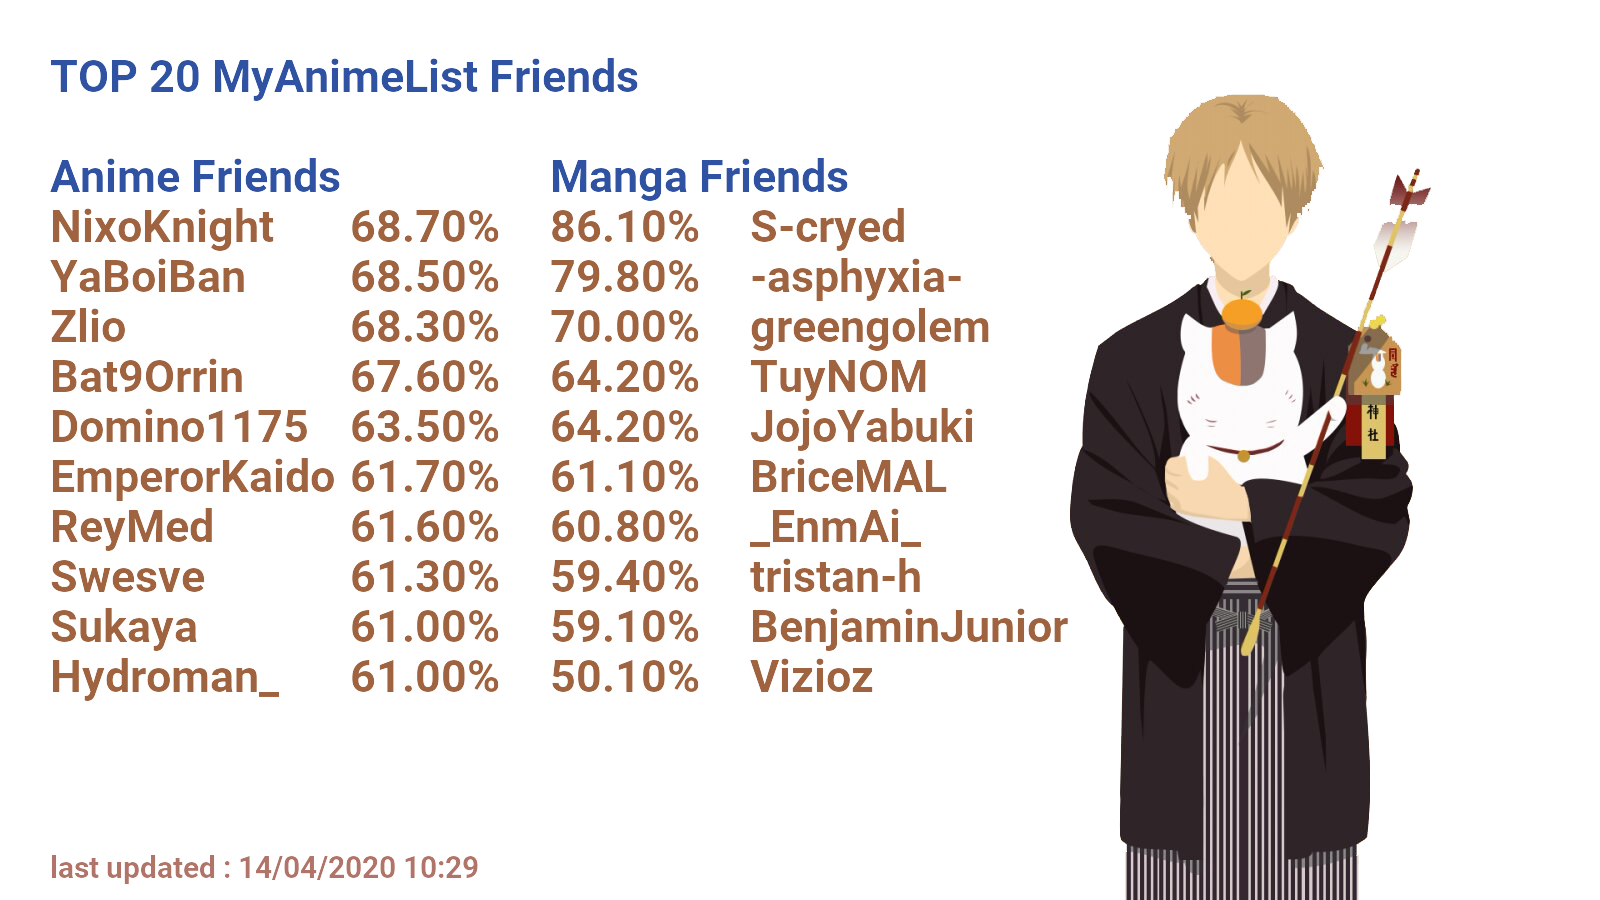 TOP 20 MyAnimeList Friends
Anime Friends Manga Friends
NixoKnight 68.70% 86.10% S-cryed
YaBoiBan 68.50% 79.80% -asphyxia-
Zlio 68.30% 70.00% greengolem
Bat9Orrin 67.60% 64.20% TuyNOM
Domino1175 63.50% 64.20% JojoYabuki
EmperorKaido 61.70% 61.10% BriceMAL
ReyMed 61.60% 60.80% _EnmAi_
Swesve 61.30% 59.40% tristan-h
Sukaya 61.00% 59.10% BenjaminJunior
Hydroman_ 61.00% 50.10% Vizioz
神
社
last updated : 14/04/2020 10:29